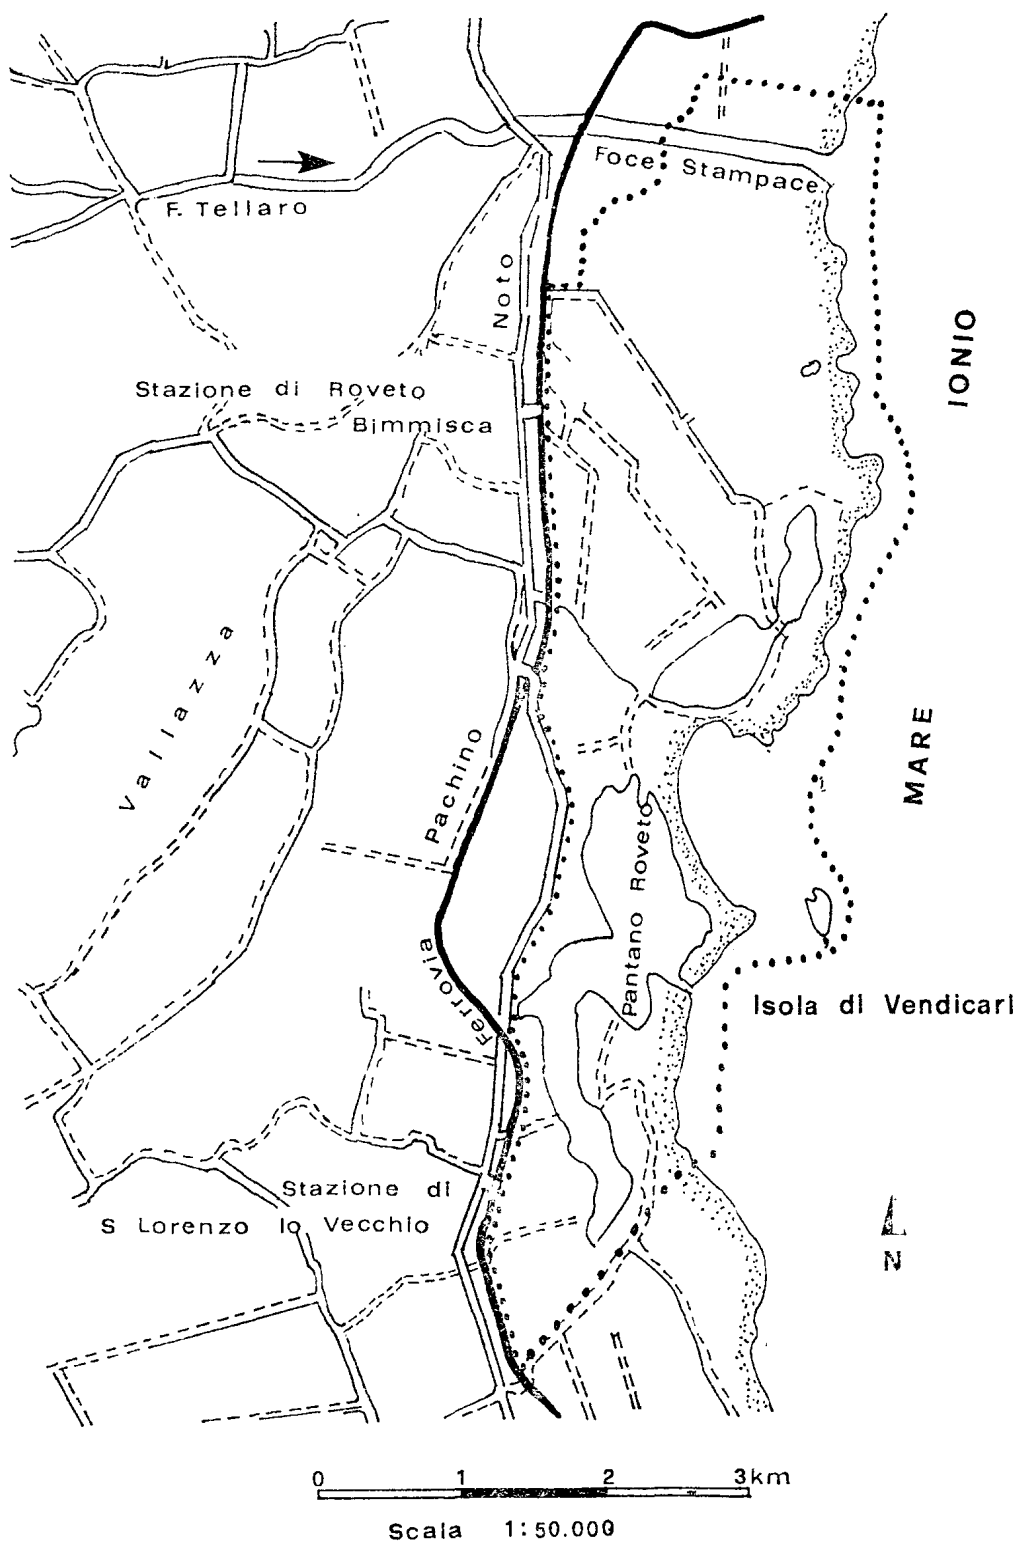 Foce Stampace
F. Tellaro
Noto
IONIO
Stazione di Roveto
Bimmisca
Vallazza
MARE
Pachino
Pantano Roveto
Ferrovia
Isola di Vendicari
Stazione di
S Lorenzo lo Vecchio
N
0 1 2 3km
Scala 1:50.000